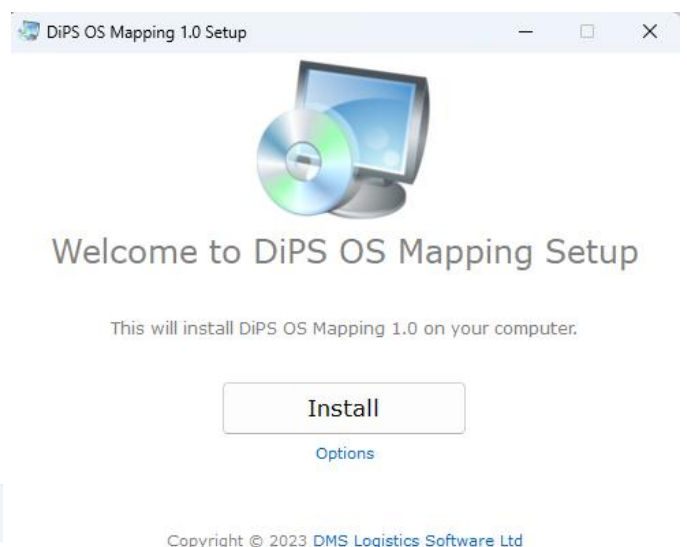 DiPS OS Mapping 1.0 Setup
Welcome to DiPS OS Mapping Setup
This will install DiPS OS Mapping 1.0 on your computer.
Install
Options
Copyright © 2023 DMS Logistics Software Ltd